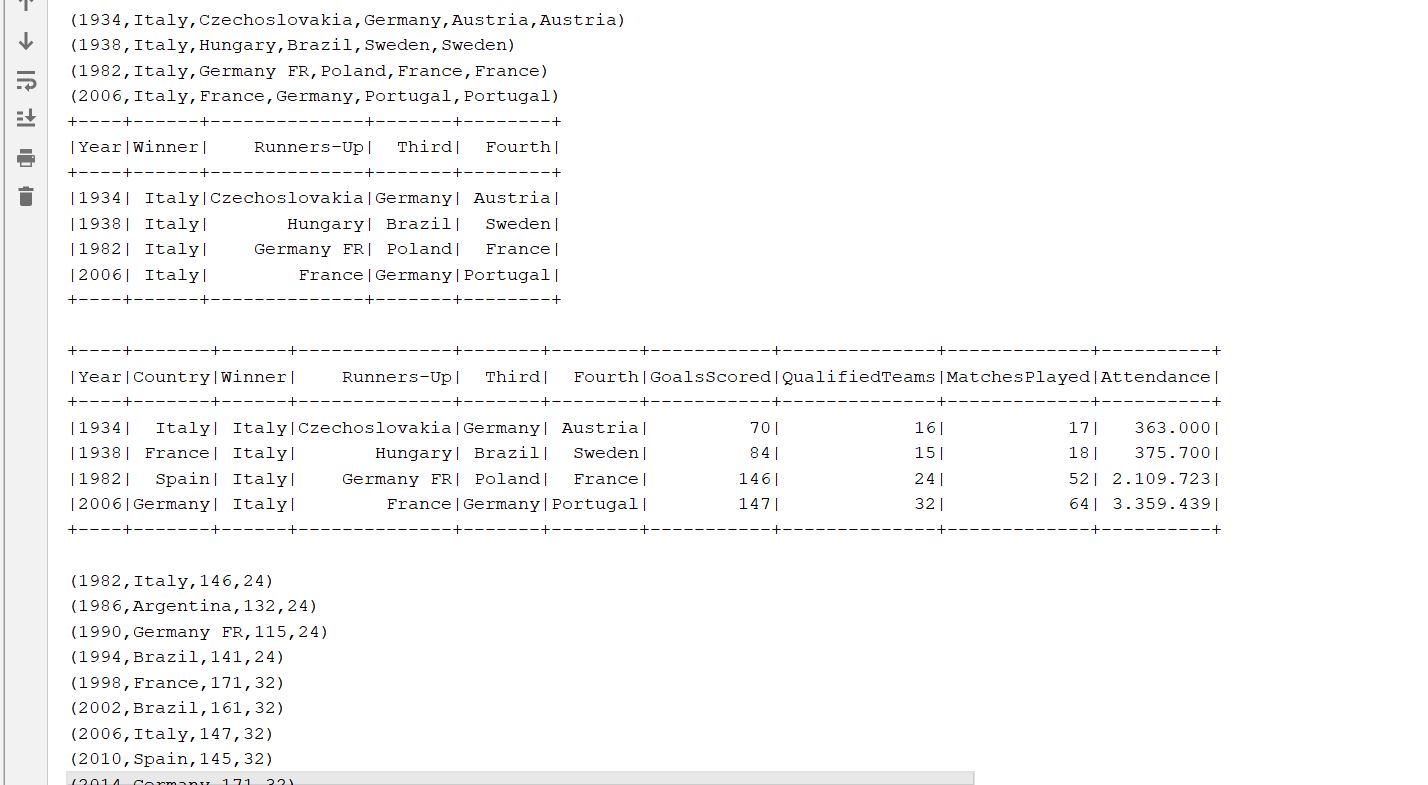 (1934,Italy,Czechoslovakia,Germany,Austria,Austria)
(1938,Italy,Hungary,Brazil,Sweden,Sweden)
(1982,Italy,Germany FR,Poland,France,France)
(2006,Italy,France,Germany,Portugal,Portugal)
+----+------+--------------+-------+--------+
|Year|Winner|    Runners-Up|  Third|  Fourth|
+----+------+--------------+-------+--------+
|1934| Italy|Czechoslovakia|Germany| Austria|
|1938| Italy|       Hungary| Brazil|  Sweden|
|1982| Italy|    Germany FR| Poland|  France|
|2006| Italy|        France|Germany|Portugal|
+----+------+--------------+-------+--------+
+----+-------+------+--------------+-------+--------+-----------+--------------+-------------+----------+
|Year|Country|Winner|    Runners-Up|  Third|  Fourth|GoalsScored|QualifiedTeams|MatchesPlayed|Attendance|
+----+-------+------+--------------+-------+--------+-----------+--------------+-------------+----------+
|1934|  Italy| Italy|Czechoslovakia|Germany| Austria|         70|            16|           17|   363.000|
|1938| France| Italy|       Hungary| Brazil|  Sweden|         84|            15|           18|   375.700|
|1982|  Spain| Italy|    Germany FR| Poland|  France|        146|            24|           52| 2.109.723|
|2006|Germany| Italy|        France|Germany|Portugal|        147|            32|           64| 3.359.439|
+----+-------+------+--------------+-------+--------+-----------+--------------+-------------+----------+
(1982,Italy,146,24)
(1986,Argentina,132,24)
(1990,Germany FR,115,24)
(1994,Brazil,141,24)
(1998,France,171,32)
(2002,Brazil,161,32)
(2006,Italy,147,32)
(2010,Spain,145,32)
(2014,Germany,171,32)